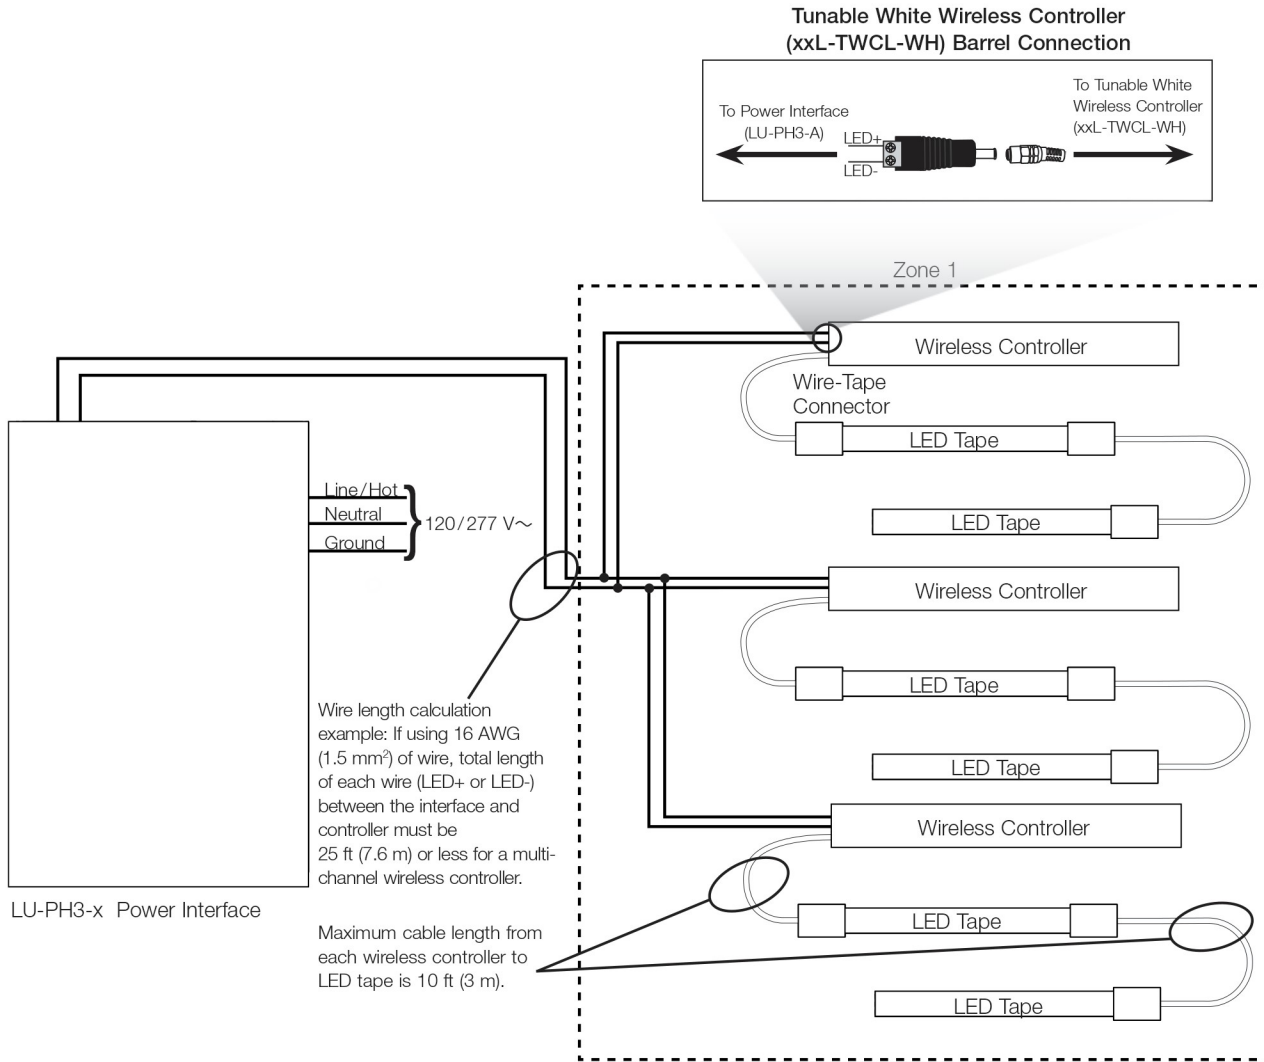 Tunable White Wireless Controller
(xxL-TWCL-WH) Barrel Connection
To Power Interface
(LU-PH3-A)
LED+
LED-
To Tunable White
Wireless Controller
(xxL-TWCL-WH)
Zone 1
Wireless Controller
Wire-Tape
Connector
LED Tape
LED Tape
Line/Hot
Neutral
Ground
120/277 V~
Wireless Controller
LED Tape
LED Tape
Wire length calculation
example: If using 16 AWG
(1.5 mm²) of wire, total length
of each wire (LED+ or LED-)
between the interface and
controller must be
25 ft (7.6 m) or less for a multi-
channel wireless controller.
Wireless Controller
LED Tape
LED Tape
LU-PH3-x Power Interface
Maximum cable length from
each wireless controller to
LED tape is 10 ft (3 m).